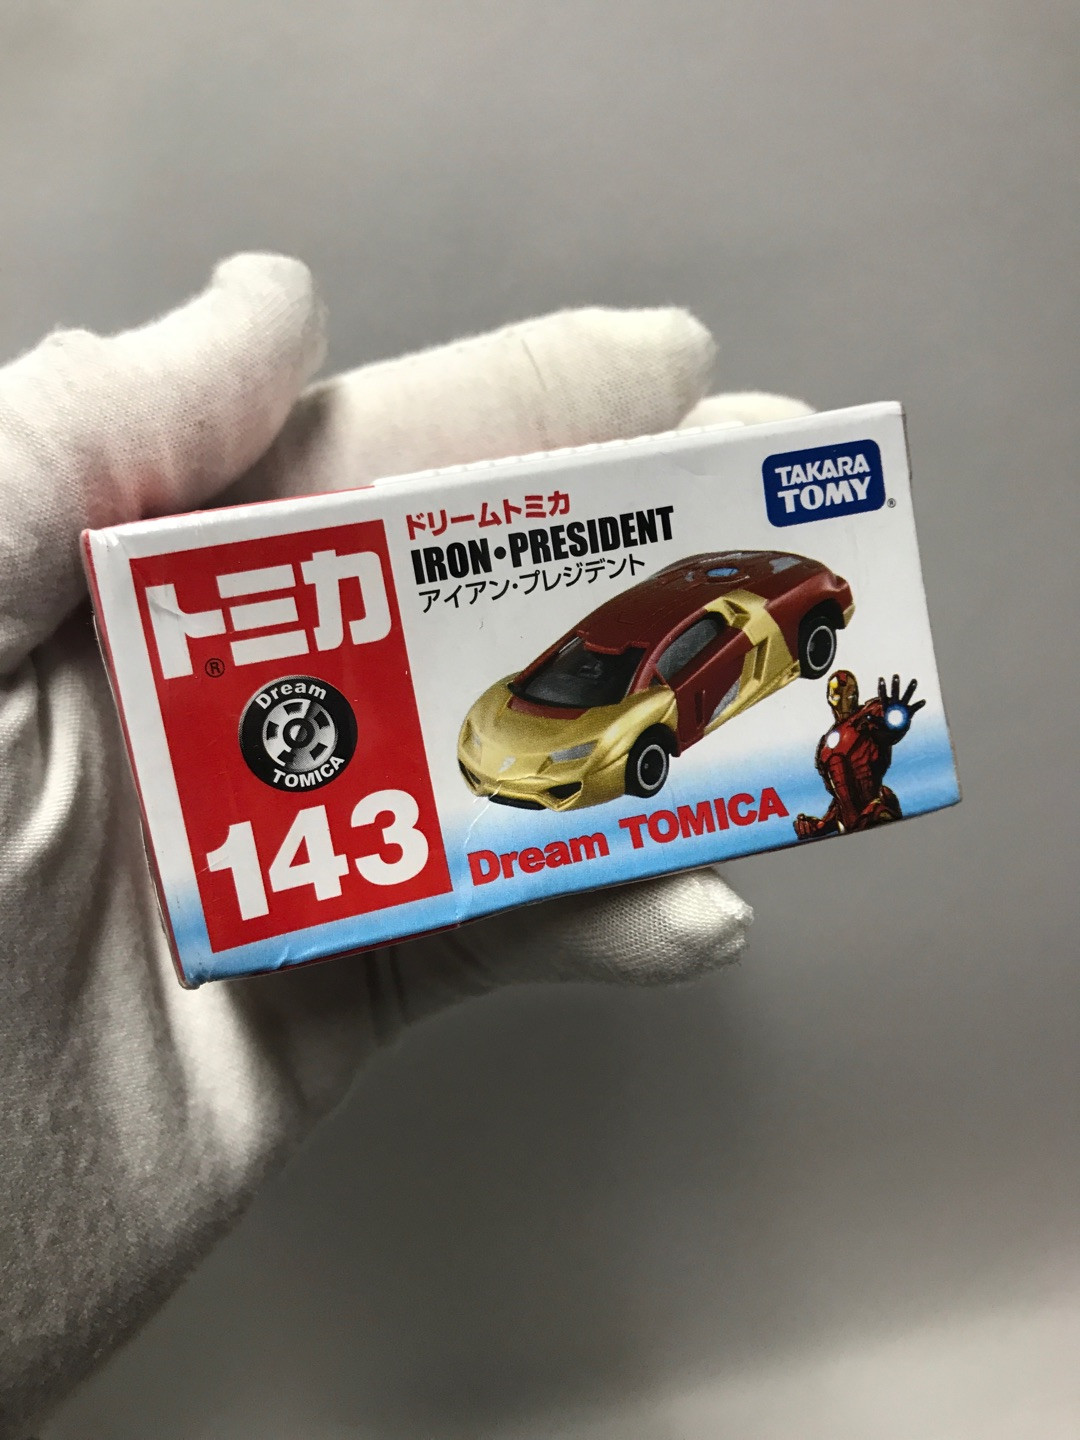 トミカ
®
Dream
TOMICA
143
ドリームトミカ
IRON・PRESIDENT
アイアン・プレジデント
TAKARA
TOMY
®
Dream TOMICA